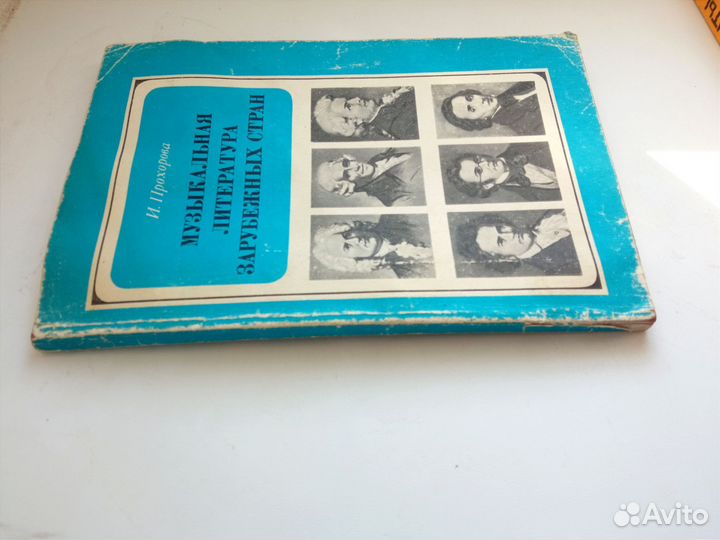 И. Прохорова
МУЗЫКАЛЬНАЯ
ЛИТЕРАТУРА
ЗАРУБЕЖНЫХ СТРАН
Avito